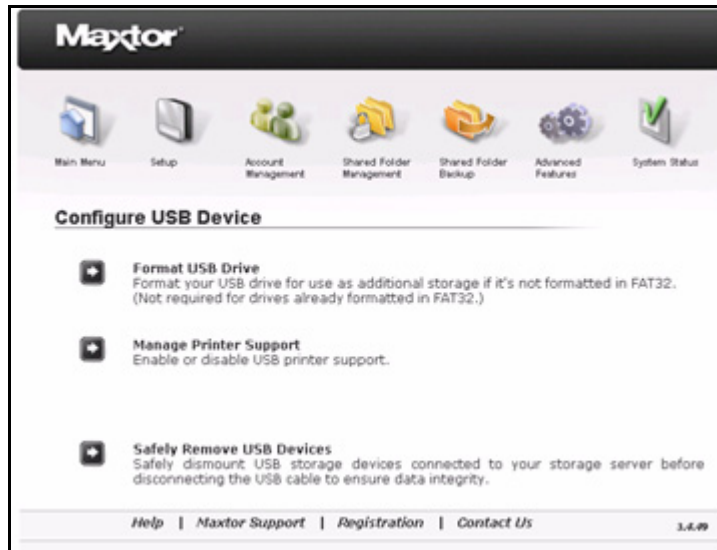 Maxtor
Main Menu
Setup
Account Management
Shared Folder Management
Shared Folder Backup
Advanced Features
System Status
Configure USB Device
Format USB Drive
Format your USB drive for use as additional storage if it's not formatted in FAT32.
(Not required for drives already formatted in FAT32.)
Manage Printer Support
Enable or disable USB printer support.
Safely Remove USB Devices
Safely dismount USB storage devices connected to your storage server before
disconnecting the USB cable to ensure data integrity.
Help | Maxtor Support | Registration | Contact Us